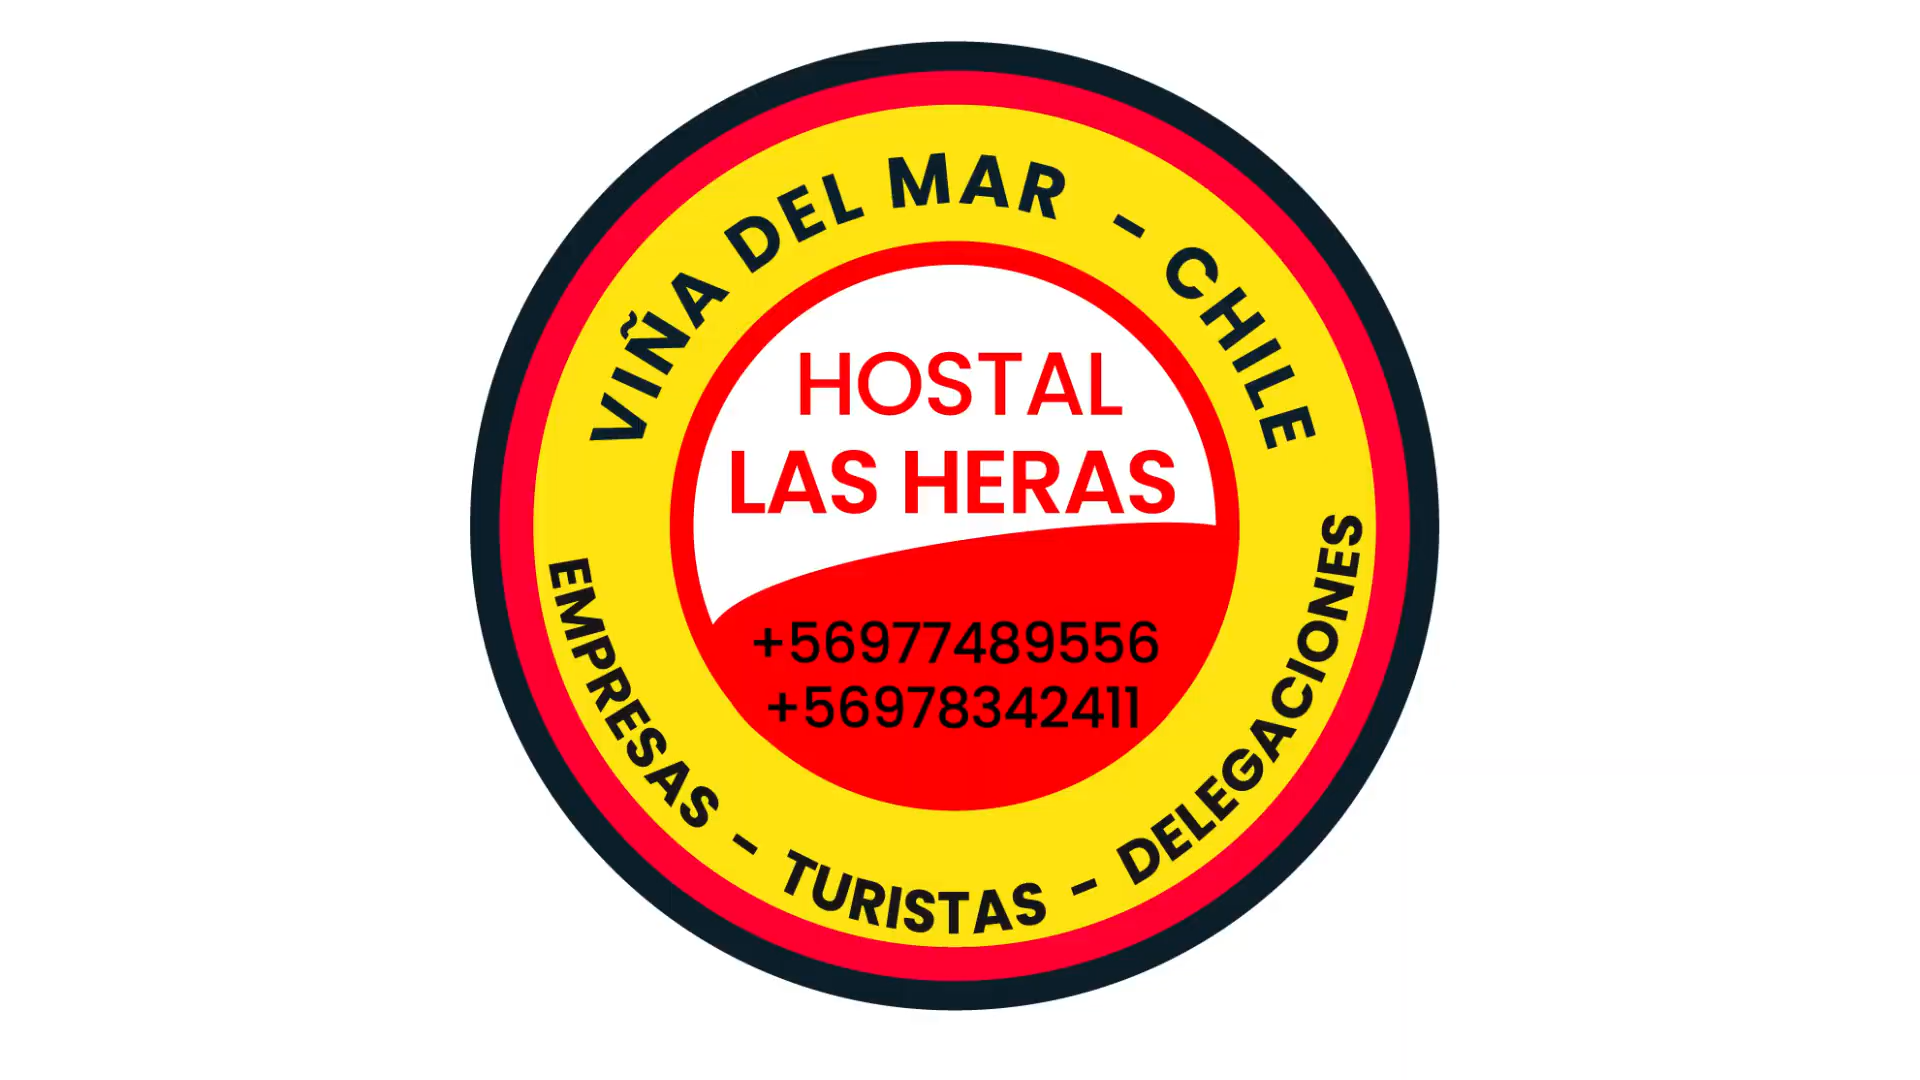 VIÑA DEL MAR - CHILE
HOSTAL
LAS HERAS
+56977489556
+56978342411
EMPRESAS - TURISTAS - DELEGACIONES